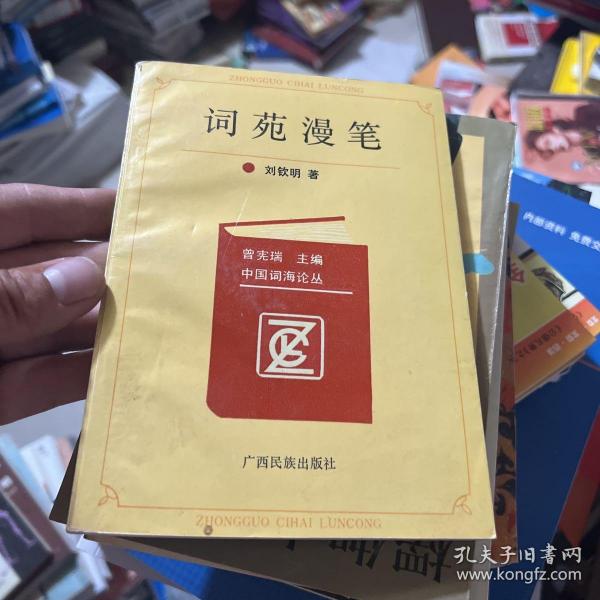 ZHONGGUO CIHAI LUNCONG
词苑漫笔
刘钦明 著
曾宪瑞 主编
中国词海论丛
广西民族出版社
ZHONGGUO CIHAI LUNCONG
内部资料 免费交
孔夫子旧书网
www.kongfz.com